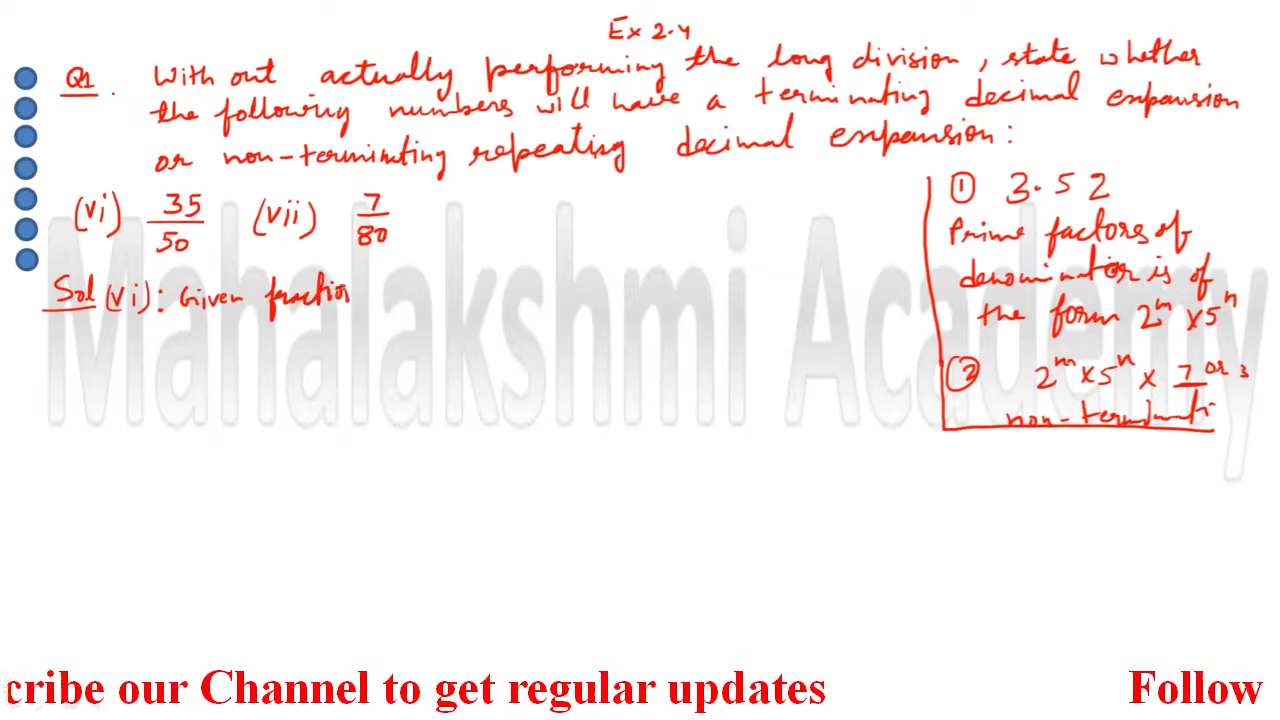 Ex 2.4
Q1. With out actually performing the long division, state whether
the following numbers will have a terminating decimal expansion
or non-terminating repeating decimal expansion:
(vi) 35/50 (vii) 7/80
Sol (vi): Given fraction
① 3.52
Prime factors of
denominator is of
the form 2^m × 5^n
② 2^m × 5^n × 7 or 3
non-terminati
Mahalakshmi Academy
cribe our Channel to get regular updates Follow